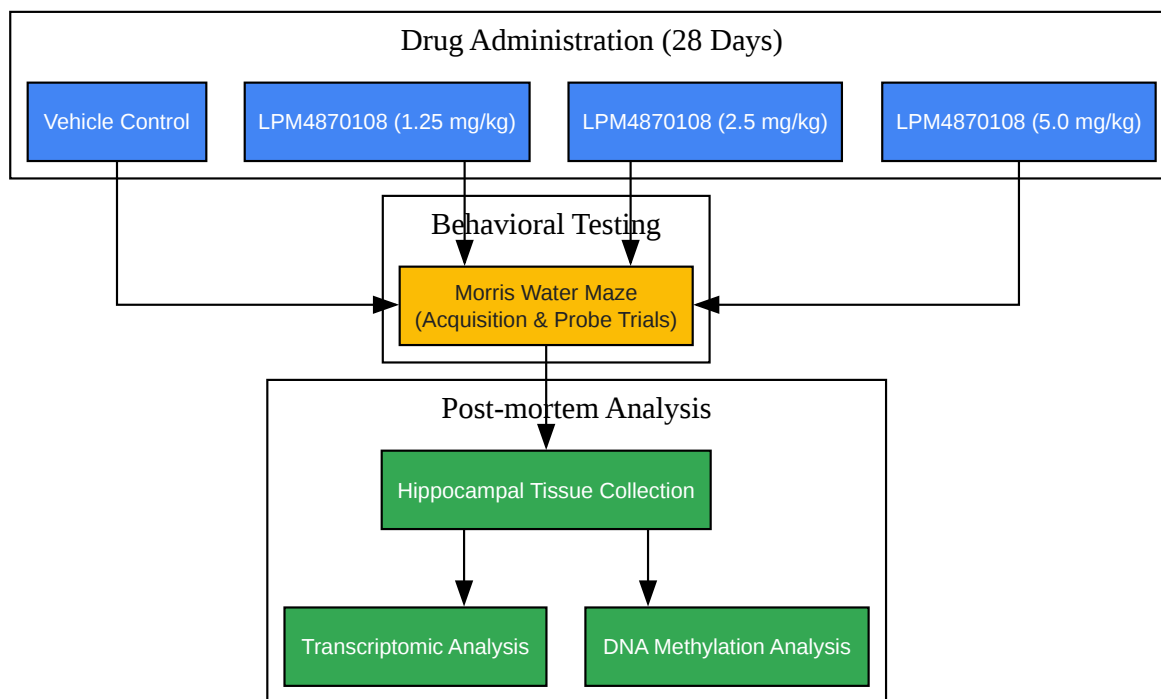 Drug Administration (28 Days)
Vehicle Control
LPM4870108 (1.25 mg/kg)
LPM4870108 (2.5 mg/kg)
LPM4870108 (5.0 mg/kg)
Behavioral Testing
Morris Water Maze
(Acquisition & Probe Trials)
Post-mortem Analysis
Hippocampal Tissue Collection
Transcriptomic Analysis
DNA Methylation Analysis